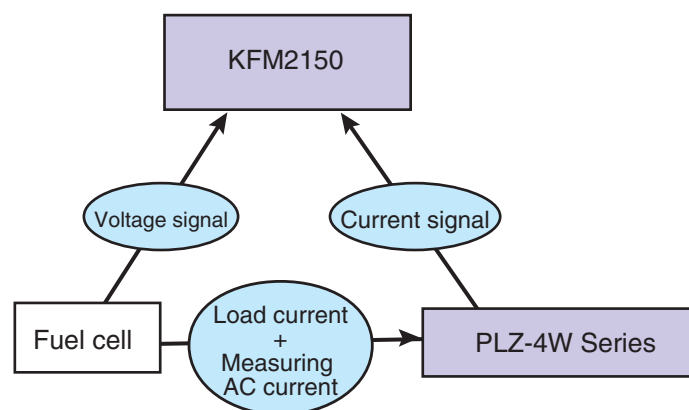 KFM2150
Voltage signal
Current signal
Fuel cell
Load current
+
Measuring
AC current
PLZ-4W Series